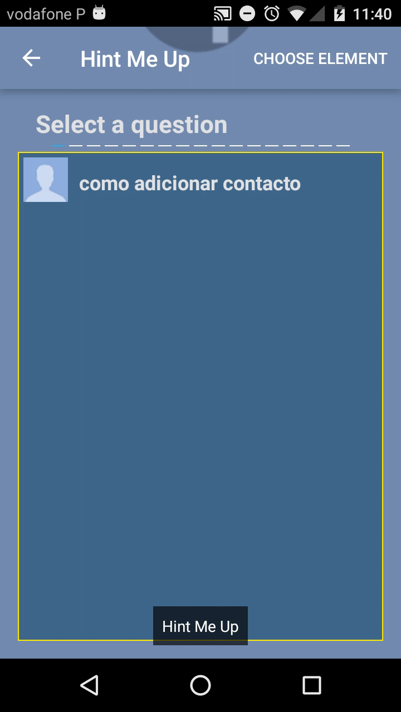 vodafone P 11:40
Hint Me Up CHOOSE ELEMENT
Select a question
como adicionar contacto
Hint Me Up